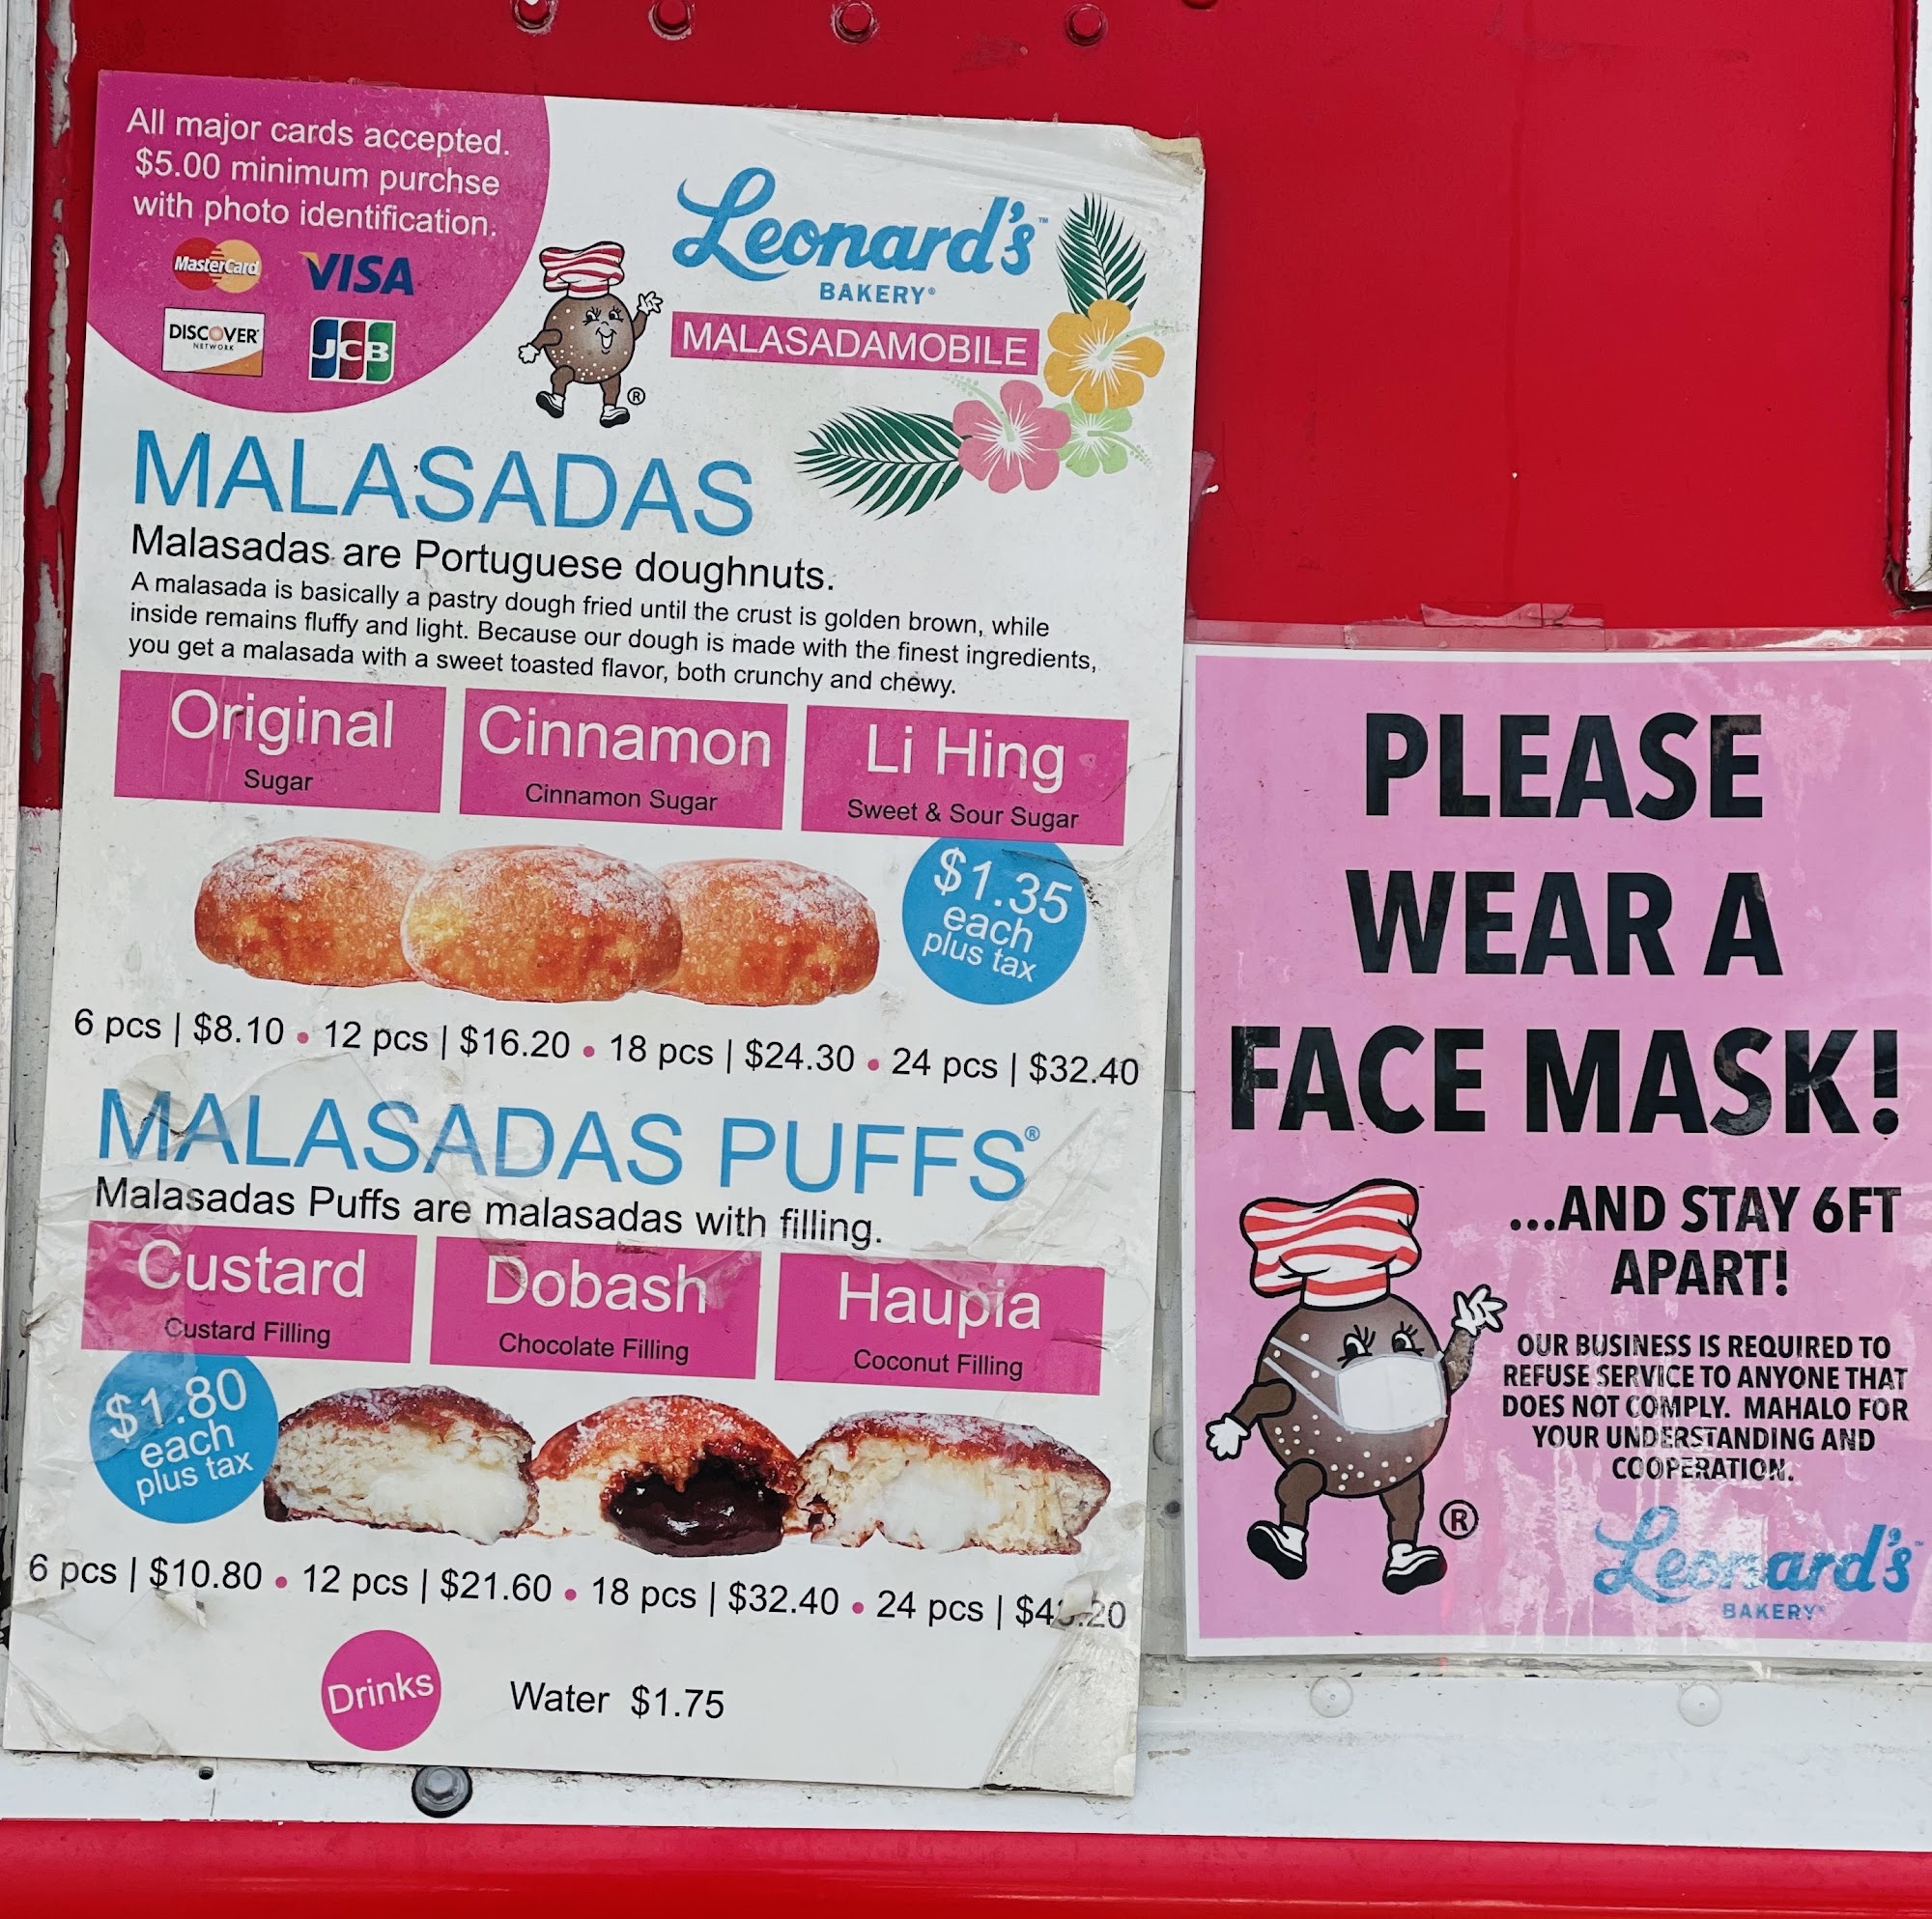 All major cards accepted.
$5.00 minimum purchse
with photo identification.
MasterCard VISA
DISCOVER
NETWORK
JCB
Leonard's™
BAKERY®
MALASADAMOBILE
®
MALASADAS
Malasadas are Portuguese doughnuts.
A malasada is basically a pastry dough fried until the crust is golden brown, while
inside remains fluffy and light. Because our dough is made with the finest ingredients,
you get a malasada with a sweet toasted flavor, both crunchy and chewy.
Original
Sugar
Cinnamon
Cinnamon Sugar
Li Hing
Sweet & Sour Sugar
$1.35
each
plus tax
6 pcs | $8.10 • 12 pcs | $16.20 • 18 pcs | $24.30 • 24 pcs | $32.40
MALASADAS PUFFS®
Malasadas Puffs are malasadas with filling.
Custard
Custard Filling
Dobash
Chocolate Filling
Haupia
Coconut Filling
$1.80
each
plus tax
6 pcs | $10.80 • 12 pcs | $21.60 • 18 pcs | $32.40 • 24 pcs |
Drinks
Water $1.75
PLEASE
WEAR A
FACE MASK!
...AND STAY 6FT
APART!
OUR BUSINESS IS REQUIRED TO
REFUSE SERVICE TO ANYONE THAT
DOES NOT COMPLY. MAHALO FOR
YOUR UNDERSTANDING AND
COOPERATION.
®
Leonard's™
BAKERY®